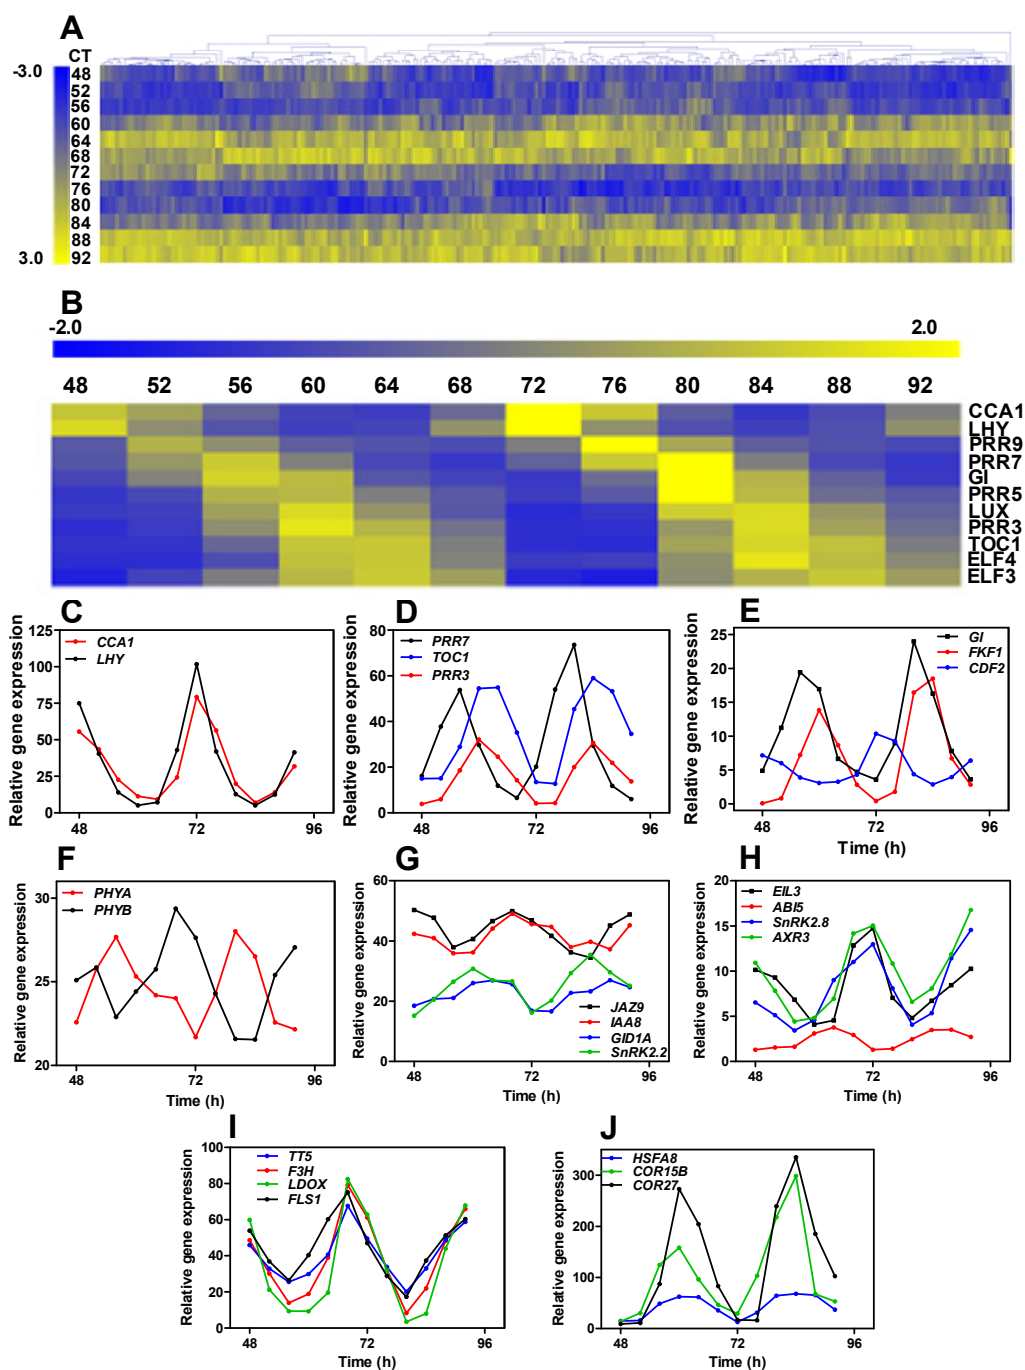 A
CT
-3.0
48
52
56
60
64
68
72
76
80
84
88
3.0
92
B
-2.0 2.0
48 52 56 60 64 68 72 76 80 84 88 92
CCA1
LHY
PRR9
PRR7
GI
PRR5
LUX
PRR3
TOC1
ELF4
ELF3
C
Relative gene expression
125
100
75
50
25
0
CCA1
LHY
48 72 96
D
Relative gene expression
80
60
40
20
0
PRR7
TOC1
PRR3
48 72 96
E
Relative gene expression
25
20
15
10
5
0
GI
FKF1
CDF2
48 72 96
Time (h)
F
Relative gene expression
30
25
20
PHYA
PHYB
48 72 96
Time (h)
G
Relative gene expression
60
40
20
0
JAZ9
IAA8
GID1A
SnRK2.2
48 72 96
Time (h)
H
Relative gene expression
20
15
10
5
0
EIL3
ABI5
SnRK2.8
AXR3
48 72 96
Time (h)
I
Relative gene expression
100
80
60
40
20
0
TT5
F3H
LDOX
FLS1
48 72 96
Time (h)
J
Relative gene expression
300
200
100
0
HSFA8
COR15B
COR27
48 72 96
Time (h)